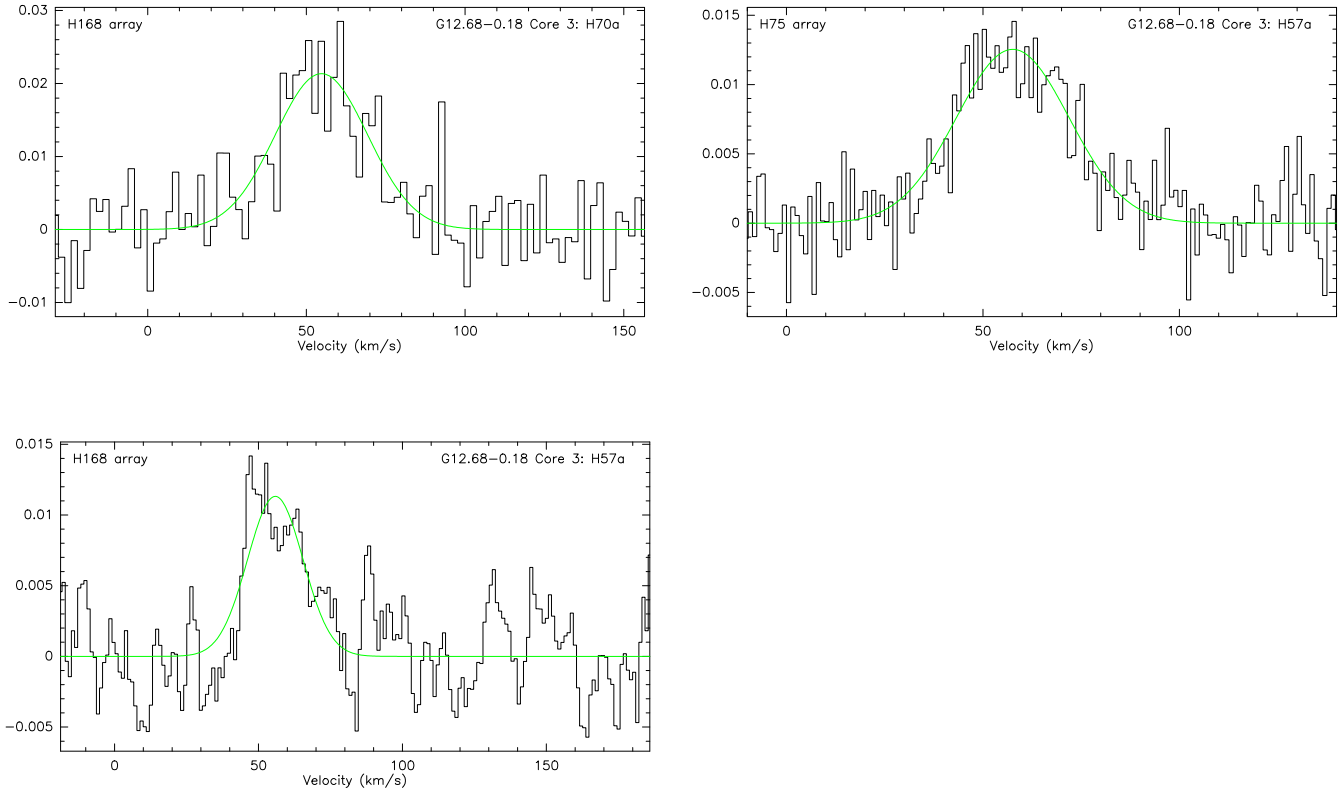 H168 array G12.68−0.18 Core 3: H70a
0.03
0.02
0.01
0
−0.01
0 50 100 150
Velocity (km/s)
H75 array G12.68−0.18 Core 3: H57a
0.015
0.01
0.005
0
−0.005
0 50 100
Velocity (km/s)
H168 array G12.68−0.18 Core 3: H57a
0.015
0.01
0.005
0
−0.005
0 50 100 150
Velocity (km/s)